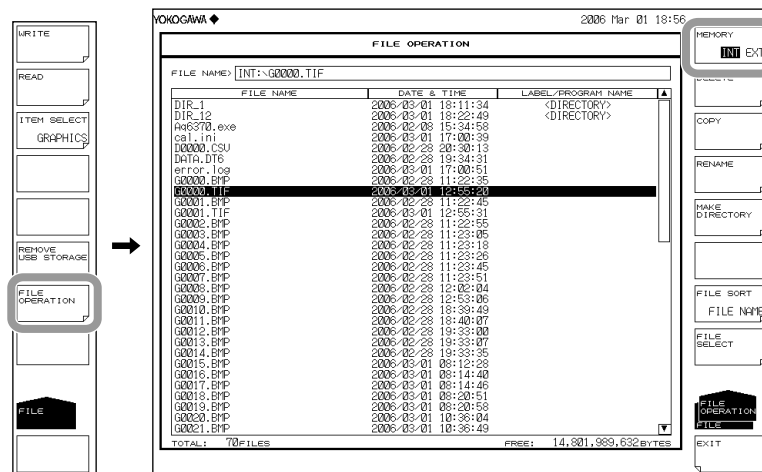 WRITE
READ
ITEM SELECT
GRAPHICS
REMOVE
USB STORAGE
FILE
OPERATION
FILE
YOKOGAWA 2006 Mar 01 18:56
FILE OPERATION
FILE NAME> INT:\G0000.TIF
FILE NAME DATE & TIME LABEL/PROGRAM NAME
DIR_1 2006/03/01 18:11:34 <DIRECTORY>
DIR_12 2006/03/01 18:22:49 <DIRECTORY>
Aq6370.exe 2006/02/08 15:34:58
cal.ini 2006/03/01 17:00:39
D0000.CSV 2006/02/28 20:30:13
DATA.DT6 2006/02/28 19:34:31
error.log 2006/03/01 17:00:51
G0000.BMP 2006/02/28 11:22:35
G0000.TIF 2006/03/01 12:55:20
G0001.BMP 2006/02/28 11:22:45
G0001.TIF 2006/03/01 12:55:31
G0002.BMP 2006/02/28 11:22:55
G0003.BMP 2006/02/28 11:23:05
G0004.BMP 2006/02/28 11:23:18
G0005.BMP 2006/02/28 11:23:26
G0006.BMP 2006/02/28 11:23:45
G0007.BMP 2006/02/28 11:23:51
G0008.BMP 2006/02/28 12:02:04
G0009.BMP 2006/02/28 12:53:06
G0010.BMP 2006/02/28 18:39:49
G0011.BMP 2006/02/28 18:40:07
G0012.BMP 2006/02/28 19:33:00
G0013.BMP 2006/02/28 19:33:07
G0014.BMP 2006/02/28 19:33:35
G0015.BMP 2006/03/01 08:12:28
G0016.BMP 2006/03/01 08:14:40
G0017.BMP 2006/03/01 08:14:46
G0018.BMP 2006/03/01 08:20:51
G0019.BMP 2006/03/01 08:20:58
G0020.BMP 2006/03/01 10:36:04
G0021.BMP 2006/03/01 10:36:49
TOTAL: 70FILES FREE: 14,801,989,632BYTES
MEMORY
INT EXT
DELETE
COPY
RENAME
MAKE
DIRECTORY
FILE SORT
FILE NAME
FILE
SELECT
FILE
OPERATION
FILE
EXIT